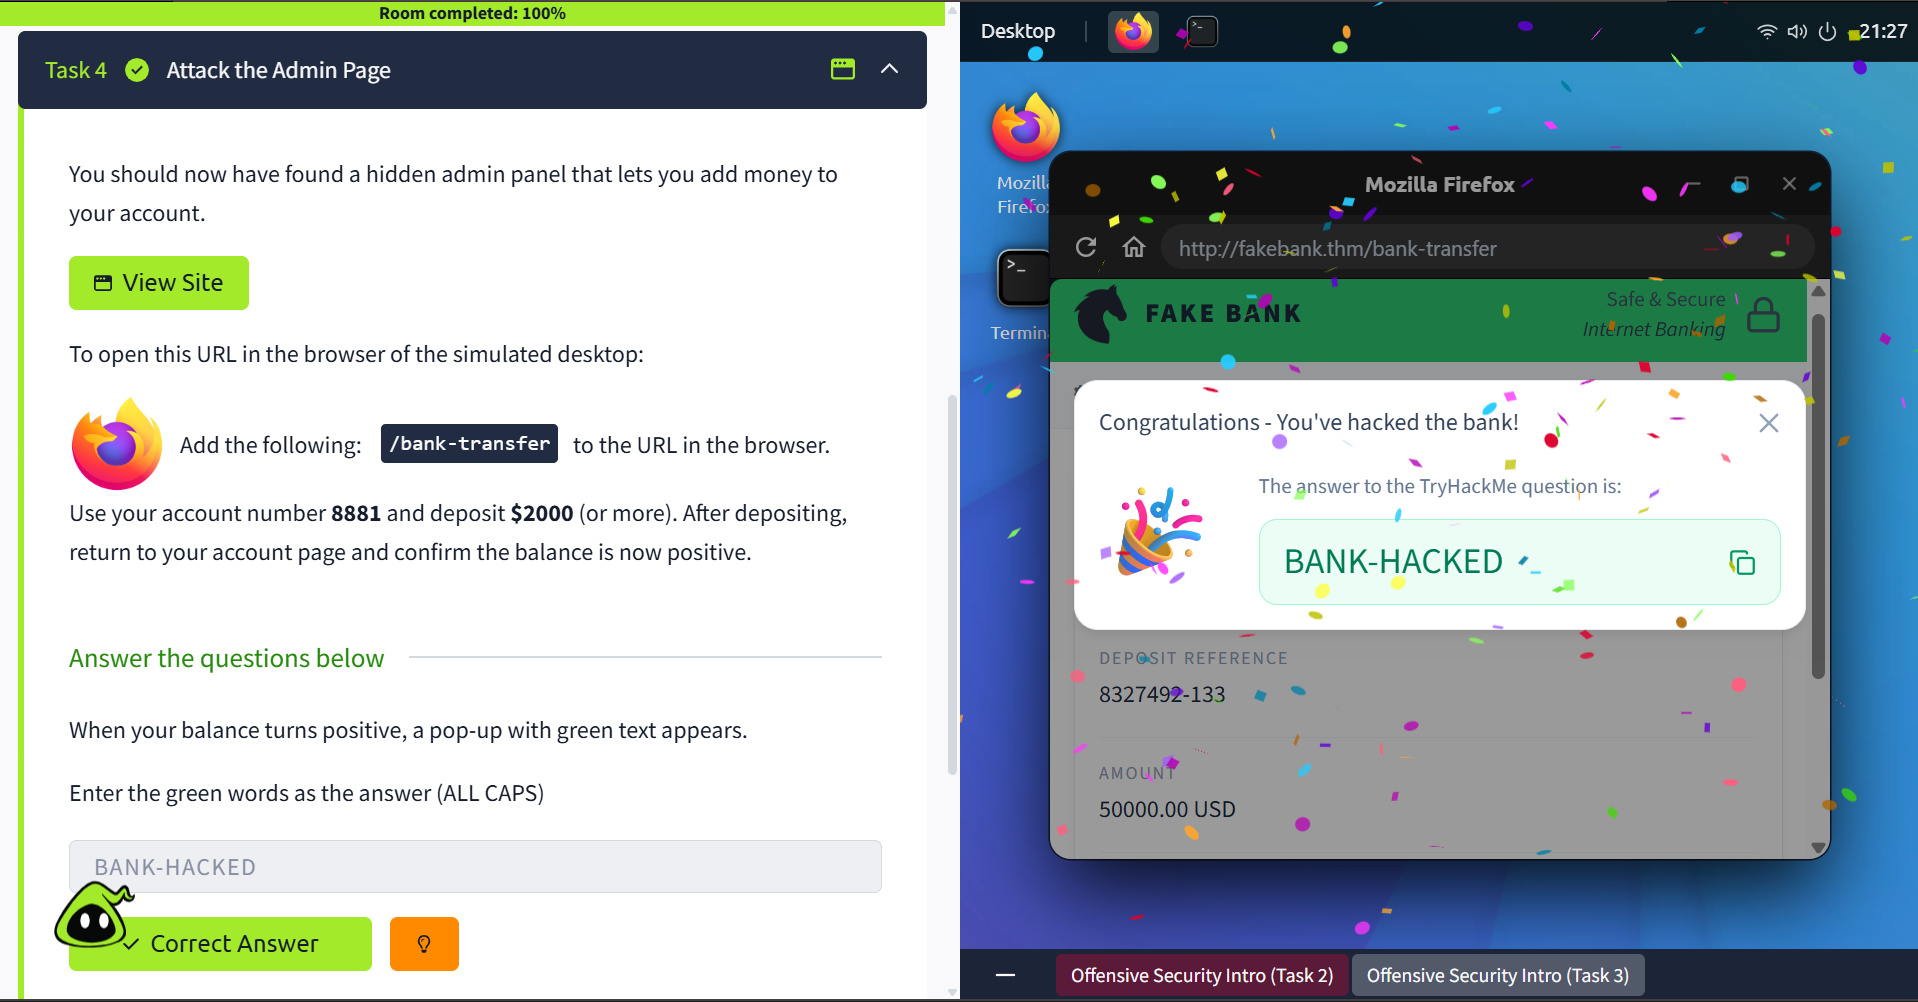 Room completed: 100%
Task 4
Attack the Admin Page
You should now have found a hidden admin panel that lets you add money to
your account.
View Site
To open this URL in the browser of the simulated desktop:
Add the following: /bank-transfer to the URL in the browser.
Use your account number 8881 and deposit $2000 (or more). After depositing,
return to your account page and confirm the balance is now positive.
Answer the questions below
When your balance turns positive, a pop-up with green text appears.
Enter the green words as the answer (ALL CAPS)
BANK-HACKED
Correct Answer
Desktop
21:27
Mozilla
Firefox
Termin
Mozilla Firefox
http://fakebank.thm/bank-transfer
FAKE BANK
Safe & Secure
Internet Banking
Congratulations - You've hacked the bank!
The answer to the TryHackMe question is:
BANK-HACKED
DEPOSIT REFERENCE
8327492-133
AMOUNT
50000.00 USD
Offensive Security Intro (Task 2)
Offensive Security Intro (Task 3)